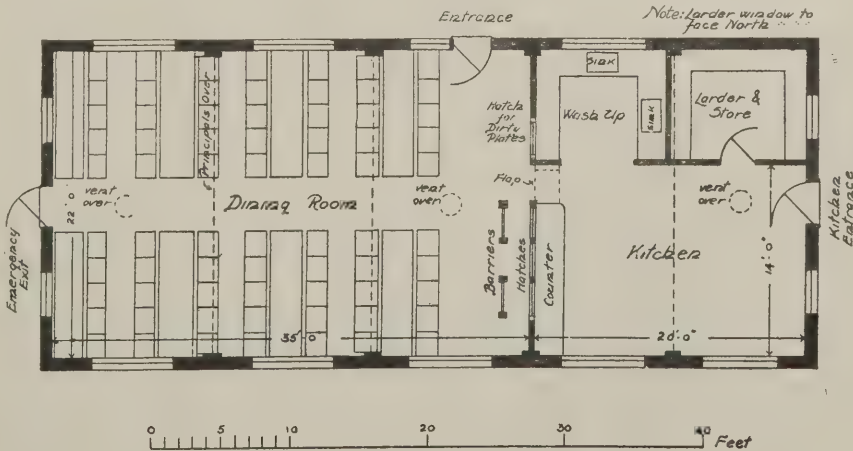 Entrance
Note: Larder window to
face North
Sink
Principals Over
Hatch
for
Dirty
Plates
Wash Up
Sink
Larder &
Store
Flap
vent
over
Dining Room
vent
over
vent
over
22'.0
Emergency
Exit
Barriers
Hatches
Counter
Kitchen
14'.0"
Kitchen
Entrance
35'.0"
20'.0"
0 5 10 20 30 40 Feet